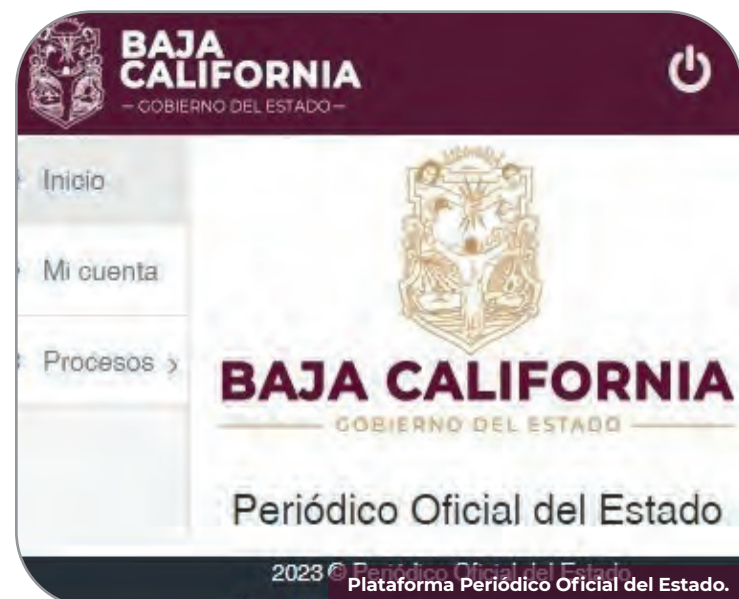 BAJA
CALIFORNIA
— GOBIERNO DEL ESTADO —
Inicio
Mi cuenta
Procesos >
BAJA CALIFORNIA
GOBIERNO DEL ESTADO
Periódico Oficial del Estado
2023 © Periódico Oficial del Estado
Plataforma Periódico Oficial del Estado.